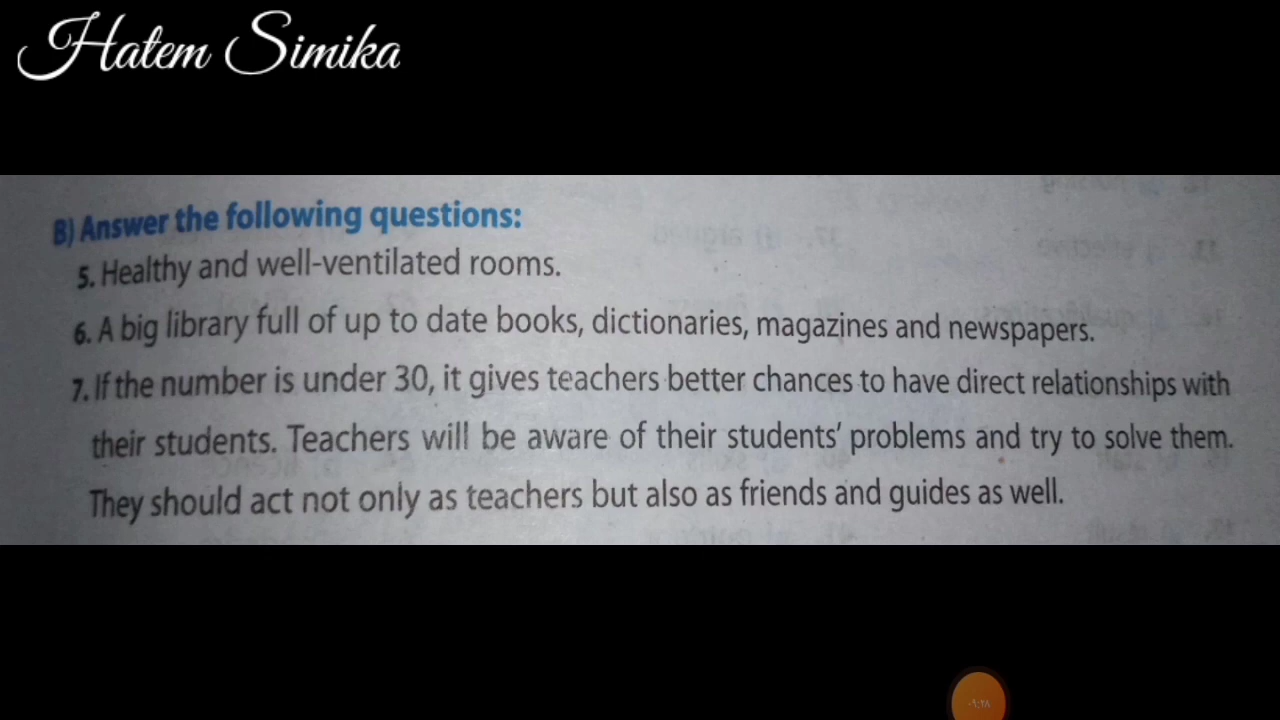 Hatem Simika
B) Answer the following questions:
5. Healthy and well-ventilated rooms.
6. A big library full of up to date books, dictionaries, magazines and newspapers.
7. If the number is under 30, it gives teachers better chances to have direct relationships with
their students. Teachers will be aware of their students' problems and try to solve them.
They should act not only as teachers but also as friends and guides as well.